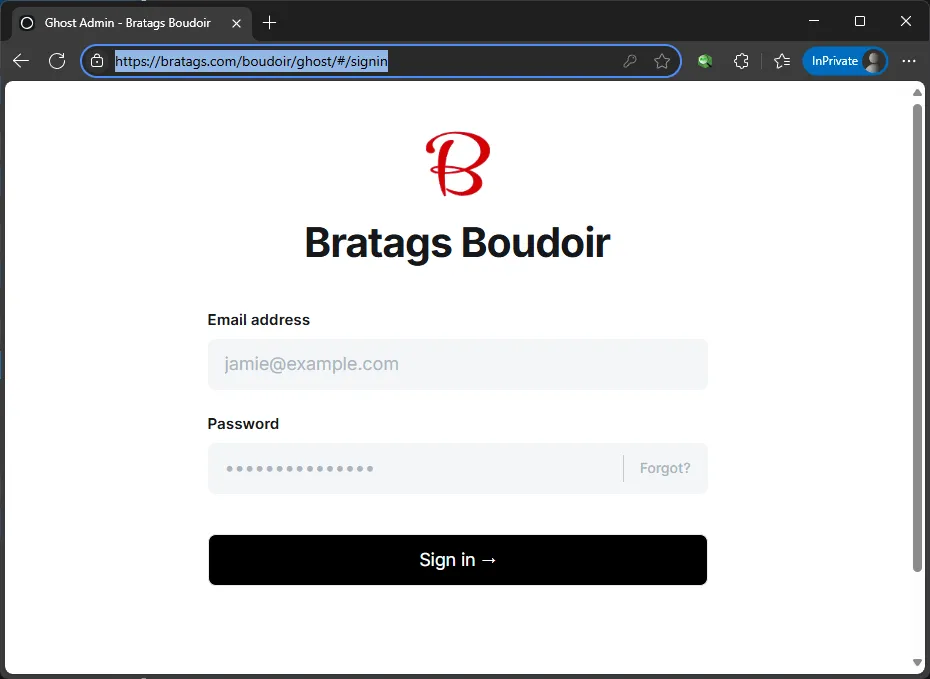 Ghost Admin - Bratags Boudoir
https://bratags.com/boudoir/ghost/#/signin
InPrivate
B
Bratags Boudoir
Email address
jamie@example.com
Password
•••••••••••••••
Forgot?
Sign in →